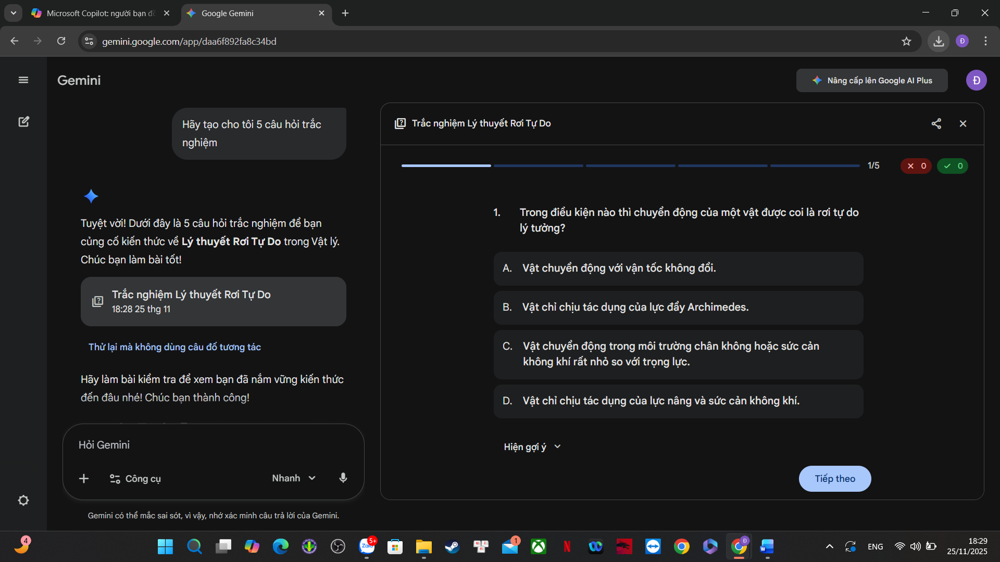 Microsoft Copilot: người bạn đồ
Google Gemini
gemini.google.com/app/daa6f892fa8c34bd
Đ
Gemini
Nâng cấp lên Google AI Plus
Đ
Hãy tạo cho tôi 5 câu hỏi trắc
nghiệm
Tuyệt vời! Dưới đây là 5 câu hỏi trắc nghiệm để bạn
củng cố kiến thức về Lý thuyết Rơi Tự Do trong Vật lý.
Chúc bạn làm bài tốt!
Trắc nghiệm Lý thuyết Rơi Tự Do
18:28 25 thg 11
Thử lại mà không dùng câu đố tương tác
Hãy làm bài kiểm tra để xem bạn đã nắm vững kiến thức
đến đâu nhé! Chúc bạn thành công!
Hỏi Gemini
Công cụ
Nhanh
Gemini có thể mắc sai sót, vì vậy, nhớ xác minh câu trả lời của Gemini.
Trắc nghiệm Lý thuyết Rơi Tự Do
1/5
0
0
1. Trong điều kiện nào thì chuyển động của một vật được coi là rơi tự do
lý tưởng?
A. Vật chuyển động với vận tốc không đổi.
B. Vật chỉ chịu tác dụng của lực đẩy Archimedes.
C. Vật chuyển động trong môi trường chân không hoặc sức cản
không khí rất nhỏ so với trọng lực.
D. Vật chỉ chịu tác dụng của lực nâng và sức cản không khí.
Hiện gợi ý
Tiếp theo
4
Zalo
5+
1
Đ
ENG
18:29
25/11/2025